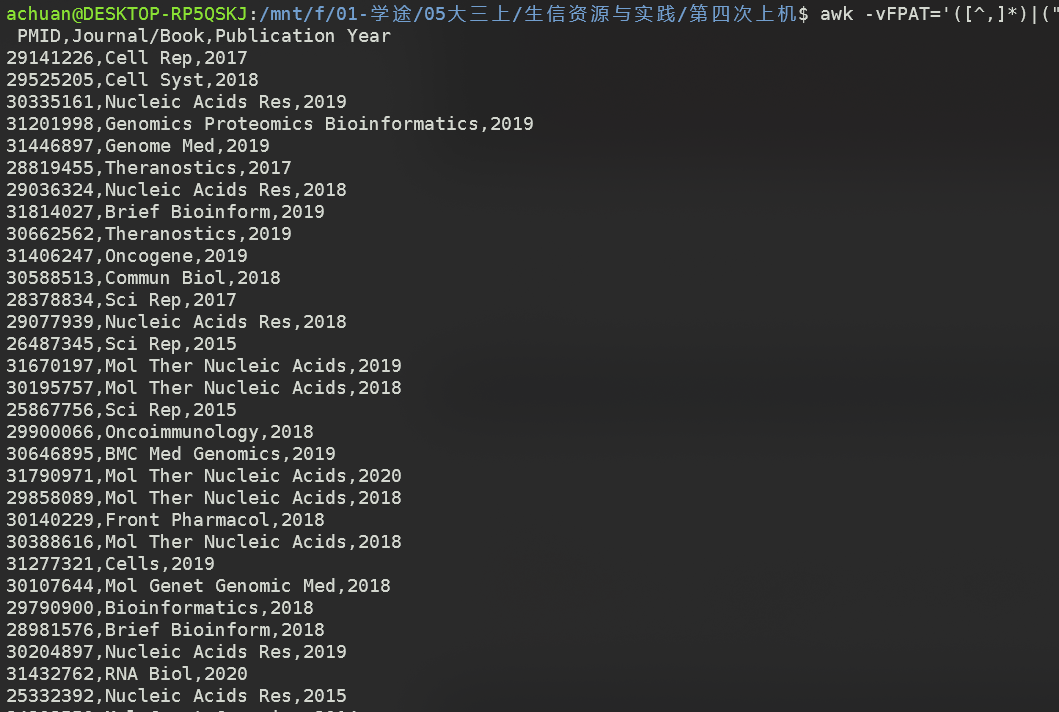 achuan@DESKTOP-RP5QSKJ:/mnt/f/01-学途/05大三上/生信资源与实践/第四次上机$ awk -vFPAT='([^,]*)|("
PMID,Journal/Book,Publication Year
29141226,Cell Rep,2017
29525205,Cell Syst,2018
30335161,Nucleic Acids Res,2019
31201998,Genomics Proteomics Bioinformatics,2019
31446897,Genome Med,2019
28819455,Theranostics,2017
29036324,Nucleic Acids Res,2018
31814027,Brief Bioinform,2019
30662562,Theranostics,2019
31406247,Oncogene,2019
30588513,Commun Biol,2018
28378834,Sci Rep,2017
29077939,Nucleic Acids Res,2018
26487345,Sci Rep,2015
31670197,Mol Ther Nucleic Acids,2019
30195757,Mol Ther Nucleic Acids,2018
25867756,Sci Rep,2015
29900066,Oncoimmunology,2018
30646895,BMC Med Genomics,2019
31790971,Mol Ther Nucleic Acids,2020
29858089,Mol Ther Nucleic Acids,2018
30140229,Front Pharmacol,2018
30388616,Mol Ther Nucleic Acids,2018
31277321,Cells,2019
30107644,Mol Genet Genomic Med,2018
29790900,Bioinformatics,2018
28981576,Brief Bioinform,2018
30204897,Nucleic Acids Res,2019
31432762,RNA Biol,2020
25332392,Nucleic Acids Res,2015